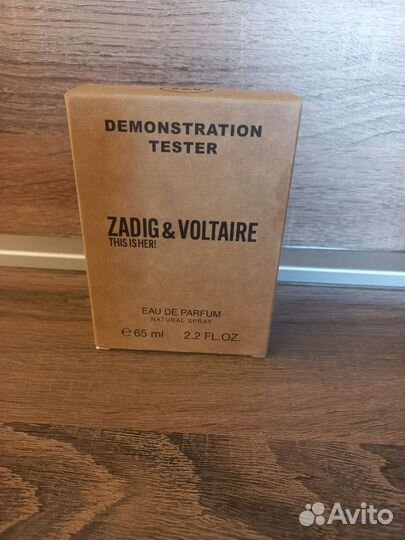 DEMONSTRATION
TESTER
ZADIG & VOLTAIRE
THIS IS HER!
EAU DE PARFUM
NATURAL SPRAY
℮ 65 ml 2.2 FL.OZ.
Avito